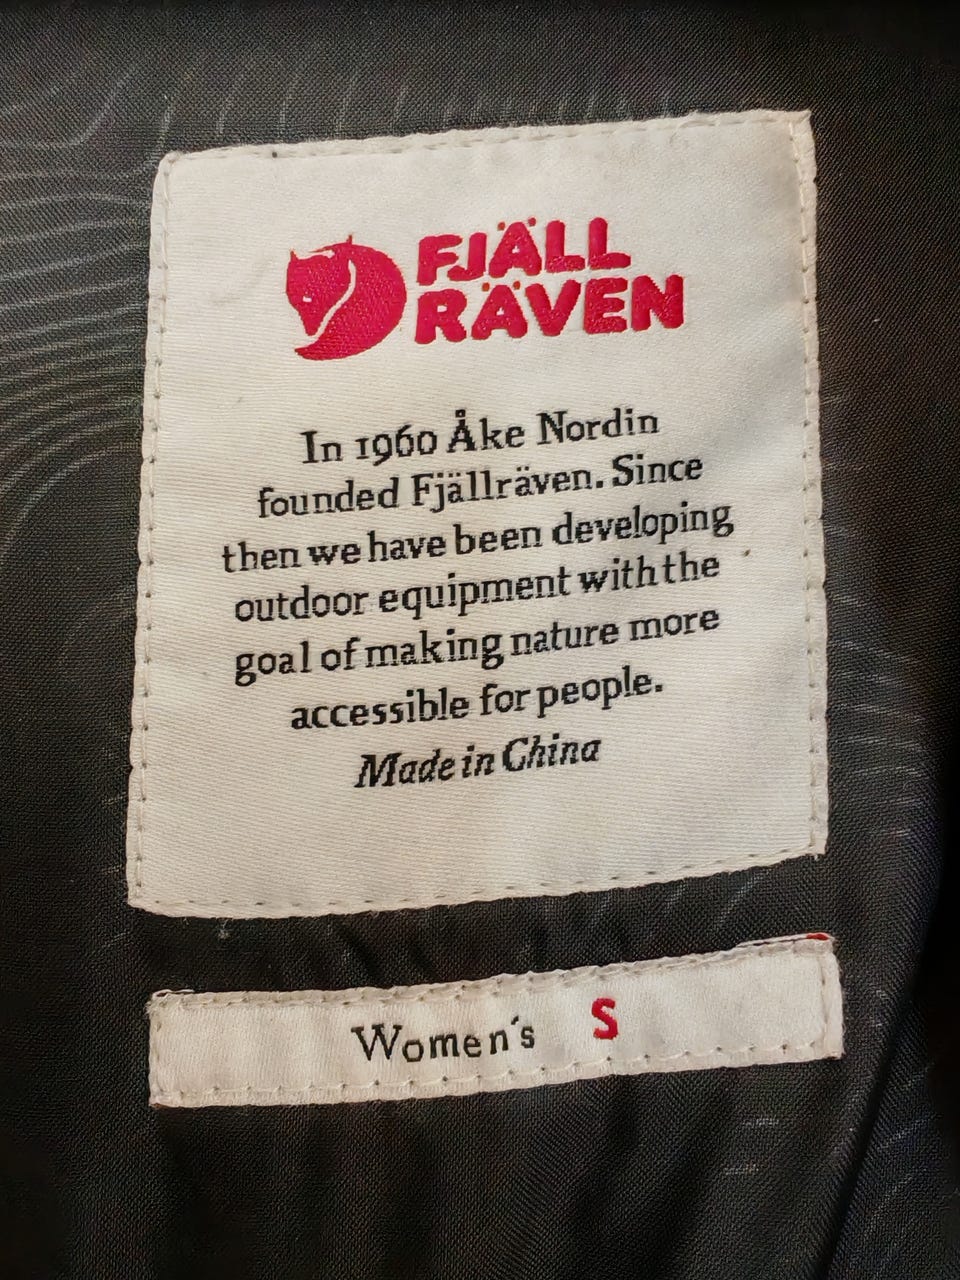 FJÄLL
RÄVEN
In 1960 Åke Nordin
founded Fjällräven. Since
then we have been developing
outdoor equipment with the
goal of making nature more
accessible for people.
Made in China
Women's S